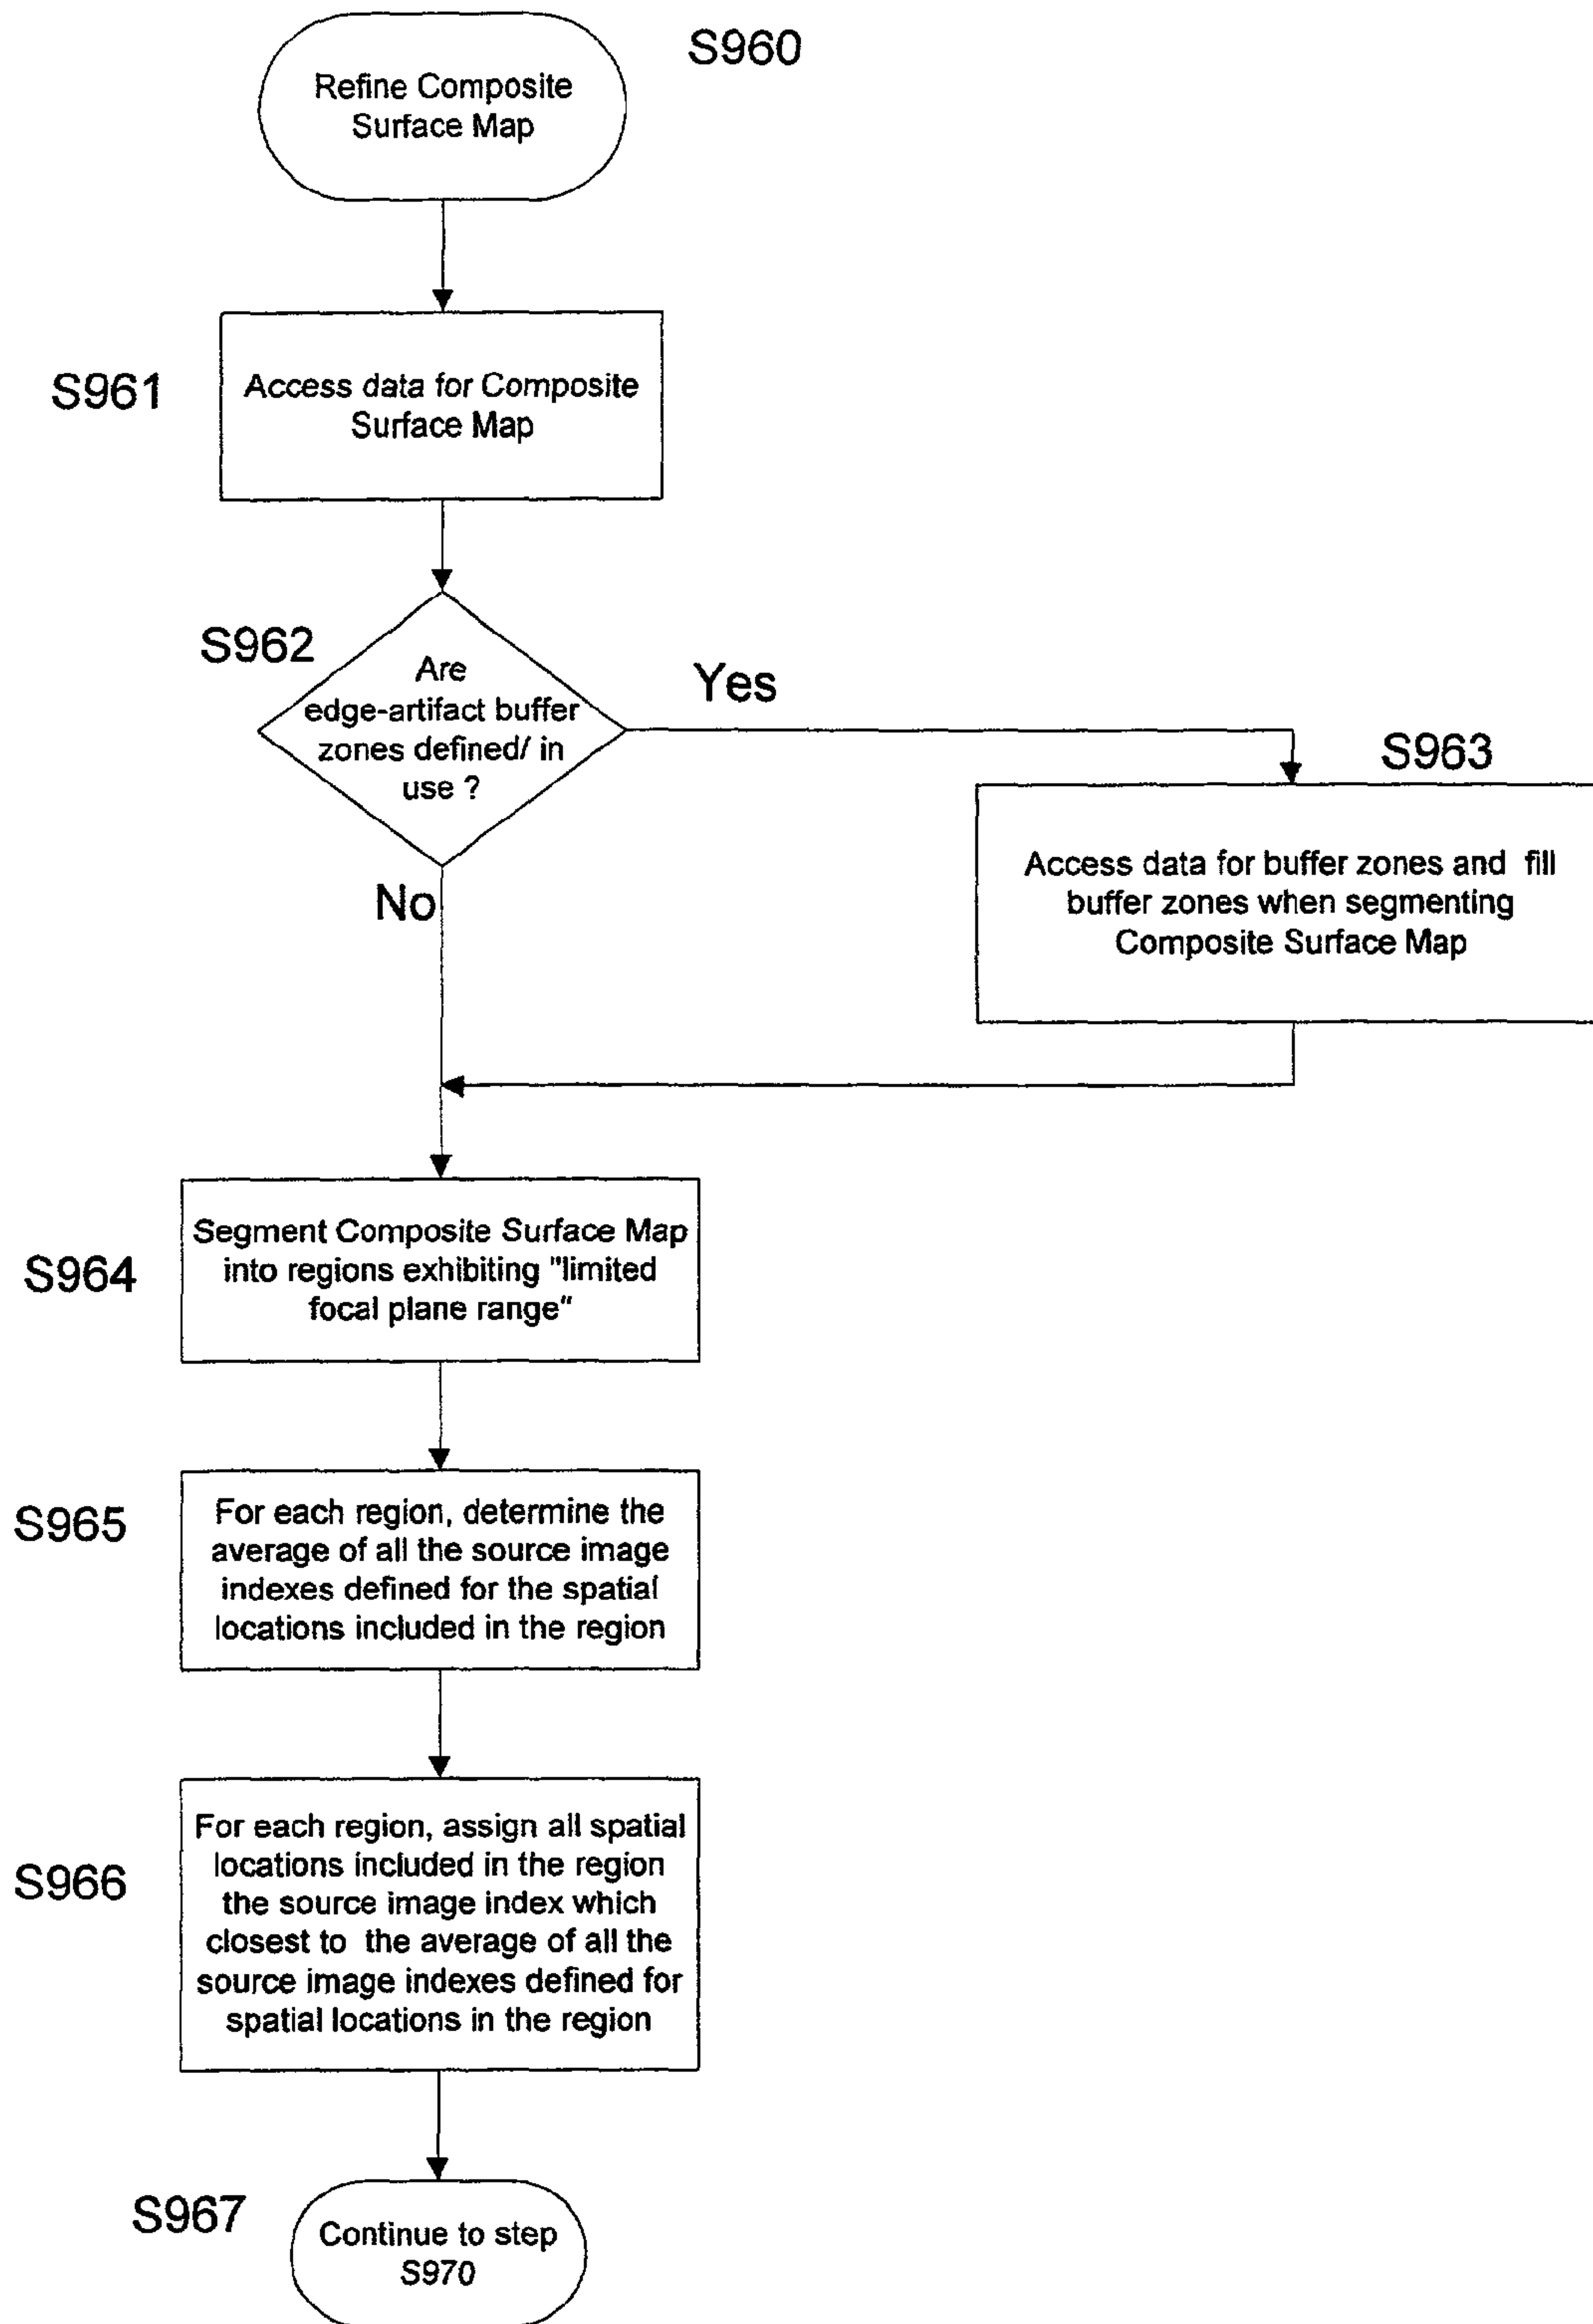 S960
Refine Composite
Surface Map
S961
Access data for Composite
Surface Map
S962
Are
edge-artifact buffer
zones defined/ in
use ?
Yes
No
S963
Access data for buffer zones and fill
buffer zones when segmenting
Composite Surface Map
S964
Segment Composite Surface Map
into regions exhibiting "limited
focal plane range"
S965
For each region, determine the
average of all the source image
indexes defined for the spatial
locations included in the region
S966
For each region, assign all spatial
locations included in the region
the source image index which
closest to the average of all the
source image indexes defined for
spatial locations in the region
S967
Continue to step
S970